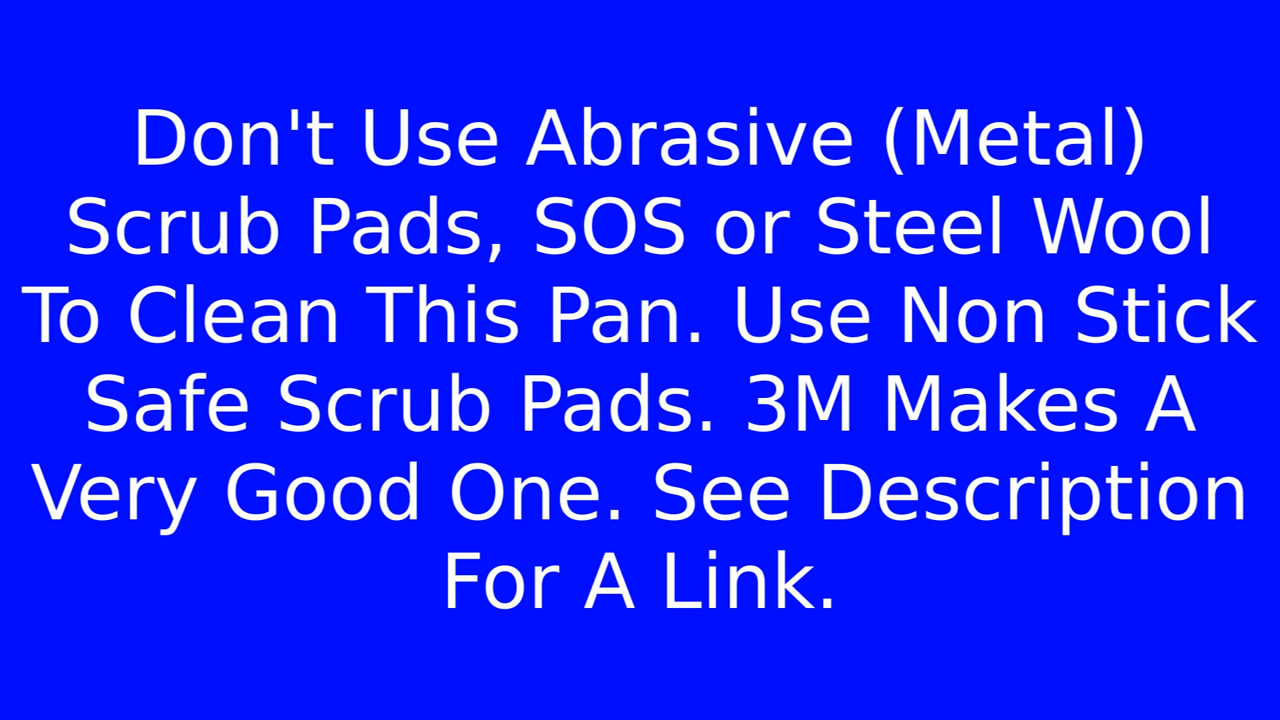 Don't Use Abrasive (Metal)
Scrub Pads, SOS or Steel Wool
To Clean This Pan. Use Non Stick
Safe Scrub Pads. 3M Makes A
Very Good One. See Description
For A Link.